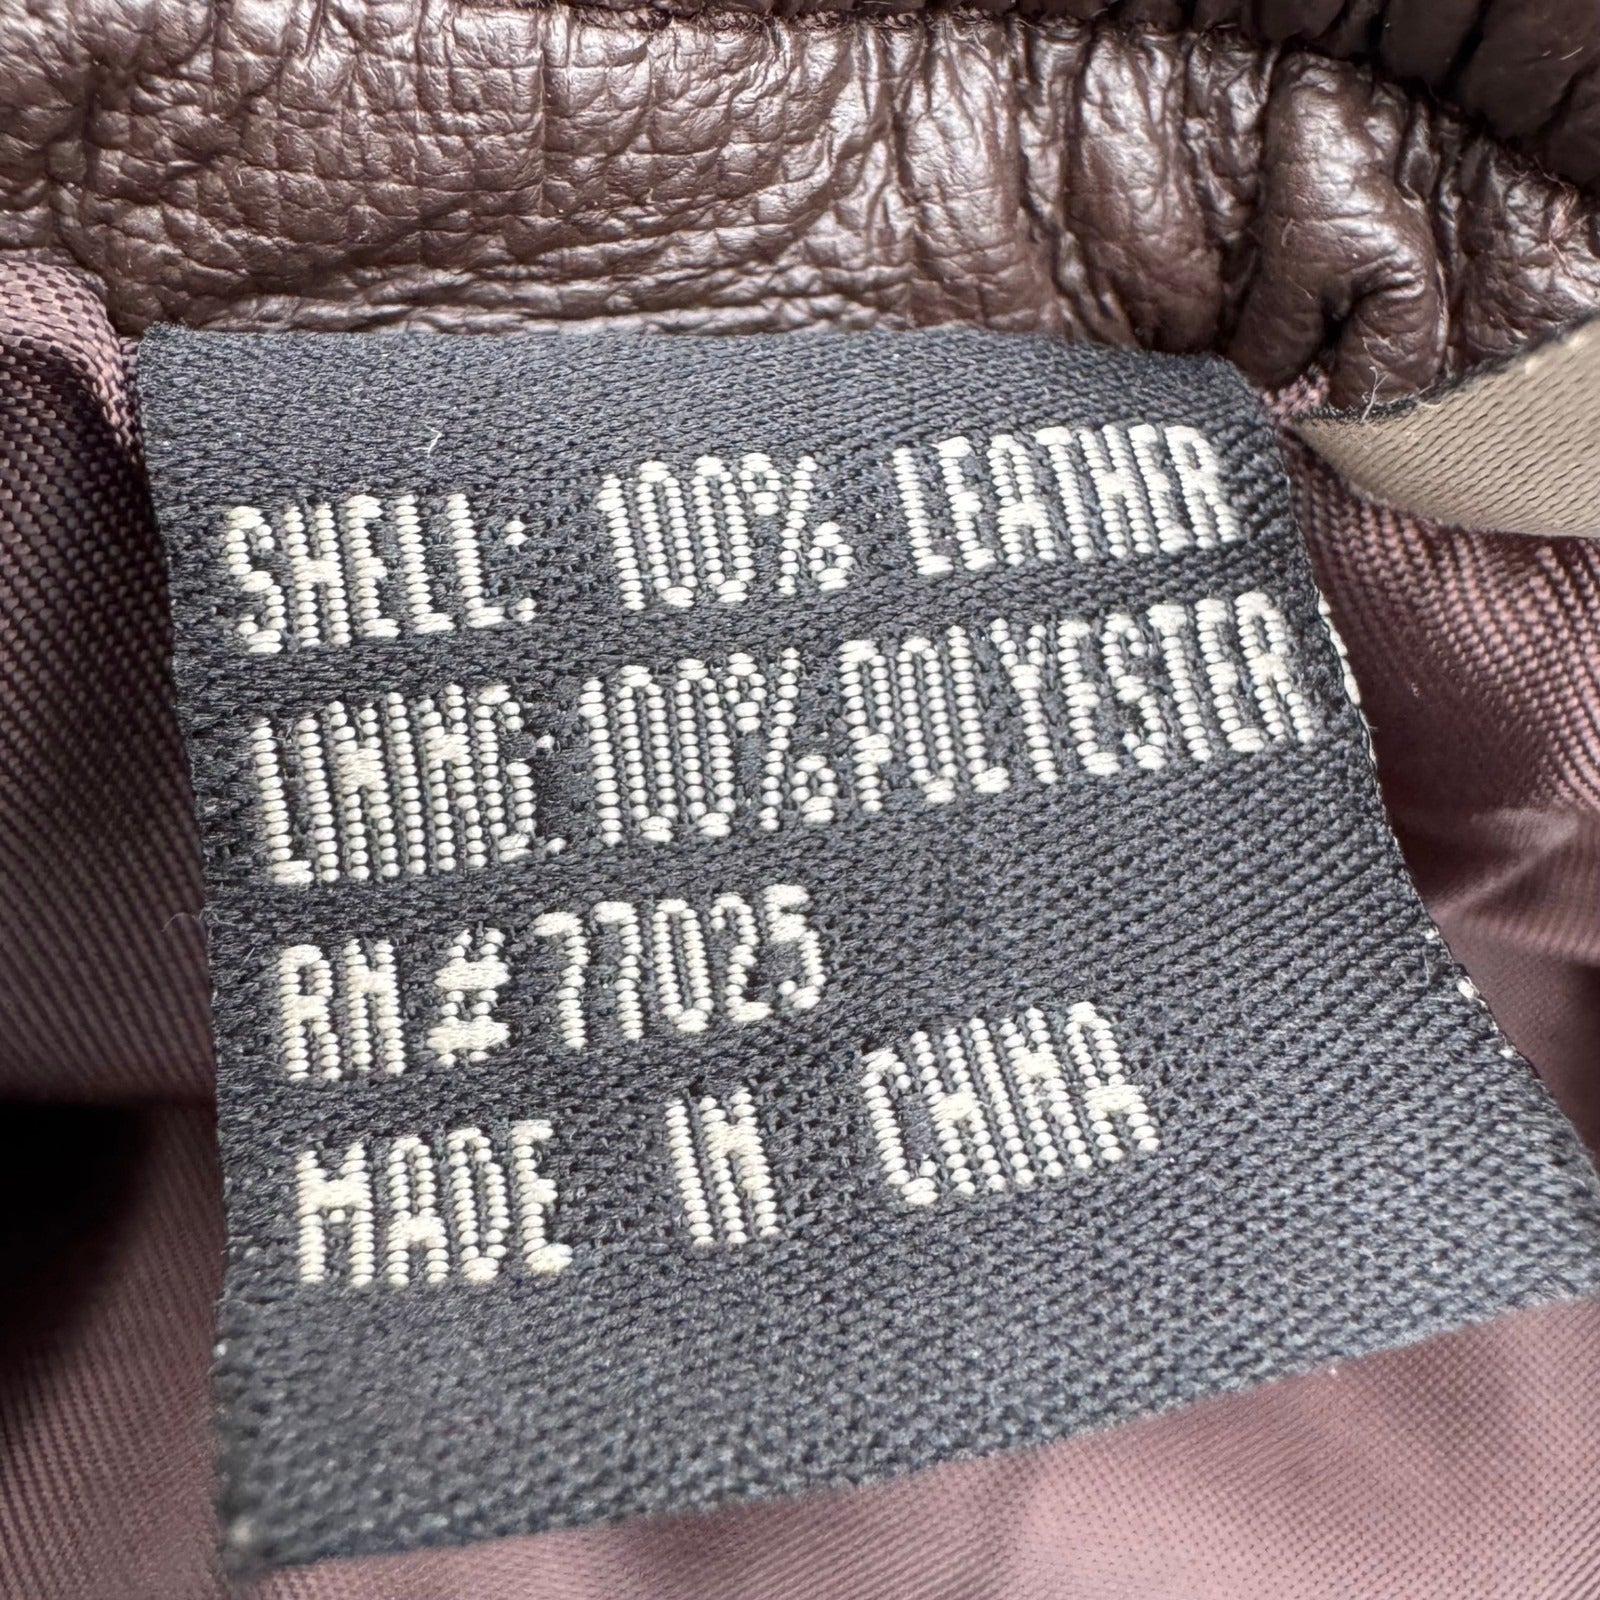 SHELL: 100% LEATHER
LINING: 100% POLYESTER
RN # 77025
MADE IN CHINA